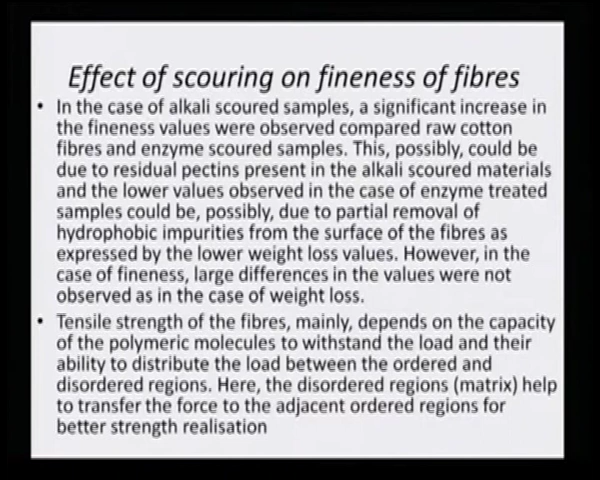 Effect of scouring on fineness of fibres
• In the case of alkali scoured samples, a significant increase in
the fineness values were observed compared raw cotton
fibres and enzyme scoured samples. This, possibly, could be
due to residual pectins present in the alkali scoured materials
and the lower values observed in the case of enzyme treated
samples could be, possibly, due to partial removal of
hydrophobic impurities from the surface of the fibres as
expressed by the lower weight loss values. However, in the
case of fineness, large differences in the values were not
observed as in the case of weight loss.
• Tensile strength of the fibres, mainly, depends on the capacity
of the polymeric molecules to withstand the load and their
ability to distribute the load between the ordered and
disordered regions. Here, the disordered regions (matrix) help
to transfer the force to the adjacent ordered regions for
better strength realisation